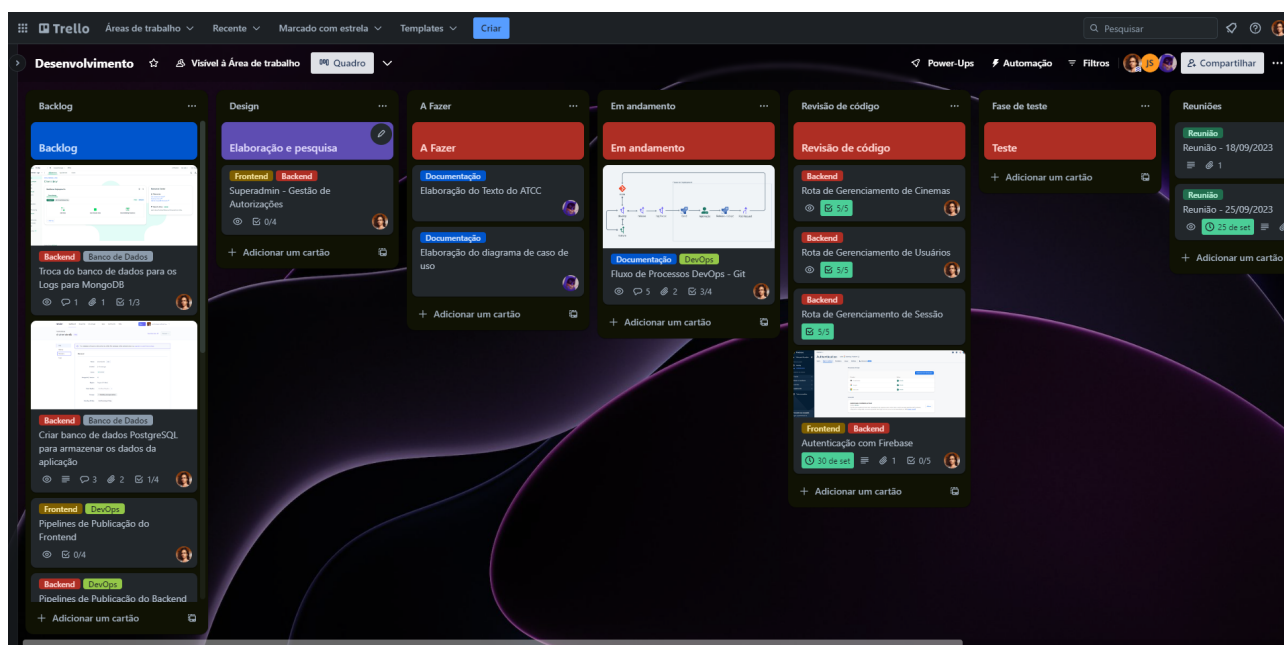 Trello Áreas de trabalho Recente Marcado com estrela Templates Criar Pesquisar
Desenvolvimento Visível à Área de trabalho Quadro Power-Ups Automação Filtros JS Compartilhar
Backlog
Backlog
Backend Banco de Dados
Troca do banco de dados para os
Logs para MongoDB
1 1 1/3
Backend Banco de Dados
Criar banco de dados PostgreSQL
para armazenar os dados da
aplicação
3 2 1/4
Frontend DevOps
Pipelines de Publicação do
Frontend
0/4
Backend DevOps
Pipelines de Publicação do Backend
+ Adicionar um cartão
Design
Elaboração e pesquisa
Frontend Backend
Superadmin - Gestão de
Autorizações
0/4
+ Adicionar um cartão
A Fazer
A Fazer
Documentação
Elaboração do Texto do ATCC
Documentação
Elaboração do diagrama de caso de
uso
+ Adicionar um cartão
Em andamento
Em andamento
Documentação DevOps
Fluxo de Processos DevOps - Git
5 2 3/4
+ Adicionar um cartão
Revisão de código
Revisão de código
Backend
Rota de Gerenciamento de Cinemas
5/5
Backend
Rota de Gerenciamento de Usuários
5/5
Backend
Rota de Gerenciamento de Sessão
5/5
Frontend Backend
Autenticação com Firebase
30 de set 1 0/5
+ Adicionar um cartão
Fase de teste
Teste
+ Adicionar um cartão
Reuniões
Reunião
Reunião - 18/09/2023
1
Reunião
Reunião - 25/09/2023
25 de set
+ Adicionar um cartão